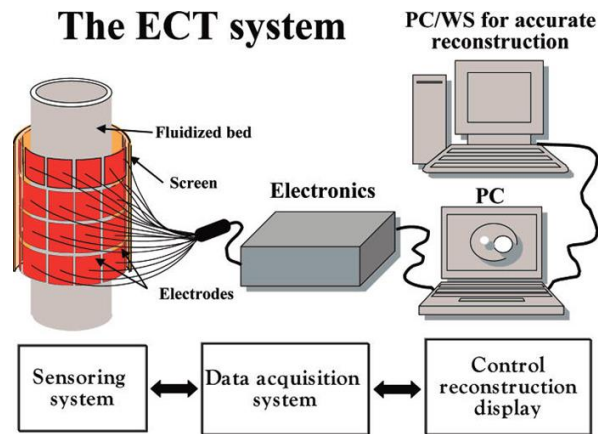 The ECT system
PC/WS for accurate
reconstruction
Fluidized bed
Screen
Electronics
PC
Electrodes
Sensoring
system
Data acquisition
system
Control
reconstruction
display